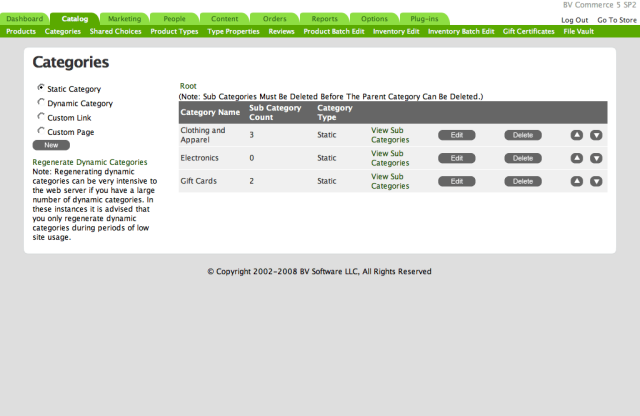 BV Commerce 5 SP2
Dashboard Catalog Marketing People Content Orders Reports Options Plug-ins Log Out Go To Store
Products Categories Shared Choices Product Types Type Properties Reviews Product Batch Edit Inventory Edit Inventory Batch Edit Gift Certificates File Vault
Categories
Static Category
Dynamic Category
Custom Link
Custom Page
New
Regenerate Dynamic Categories
Note: Regenerating dynamic
categories can be very intensive to
the web server if you have a large
number of dynamic categories. In
these instances it is advised that
you only regenerate dynamic
categories during periods of low
site usage.
Root
(Note: Sub Categories Must Be Deleted Before The Parent Category Can Be Deleted.)
Category Name Sub Category Count Category Type
Clothing and Apparel 3 Static View Sub Categories Edit Delete
Electronics 0 Static View Sub Categories Edit Delete
Gift Cards 2 Static View Sub Categories Edit Delete
© Copyright 2002-2008 BV Software LLC, All Rights Reserved